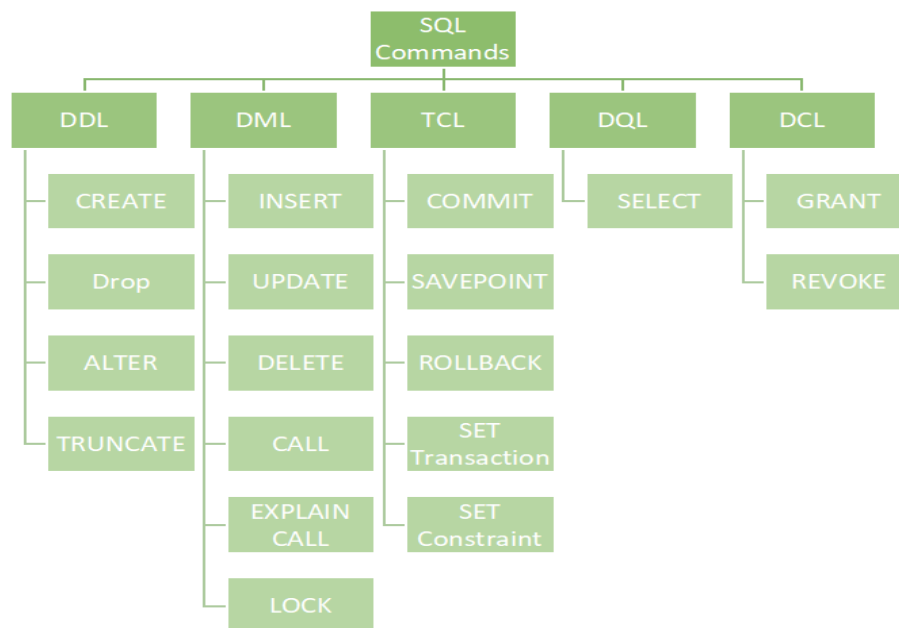 SQL
Commands
DDL
DML
TCL
DQL
DCL
CREATE
Drop
ALTER
TRUNCATE
INSERT
UPDATE
DELETE
CALL
EXPLAIN
CALL
LOCK
COMMIT
SAVEPOINT
ROLLBACK
SET
Transaction
SET
Constraint
SELECT
GRANT
REVOKE